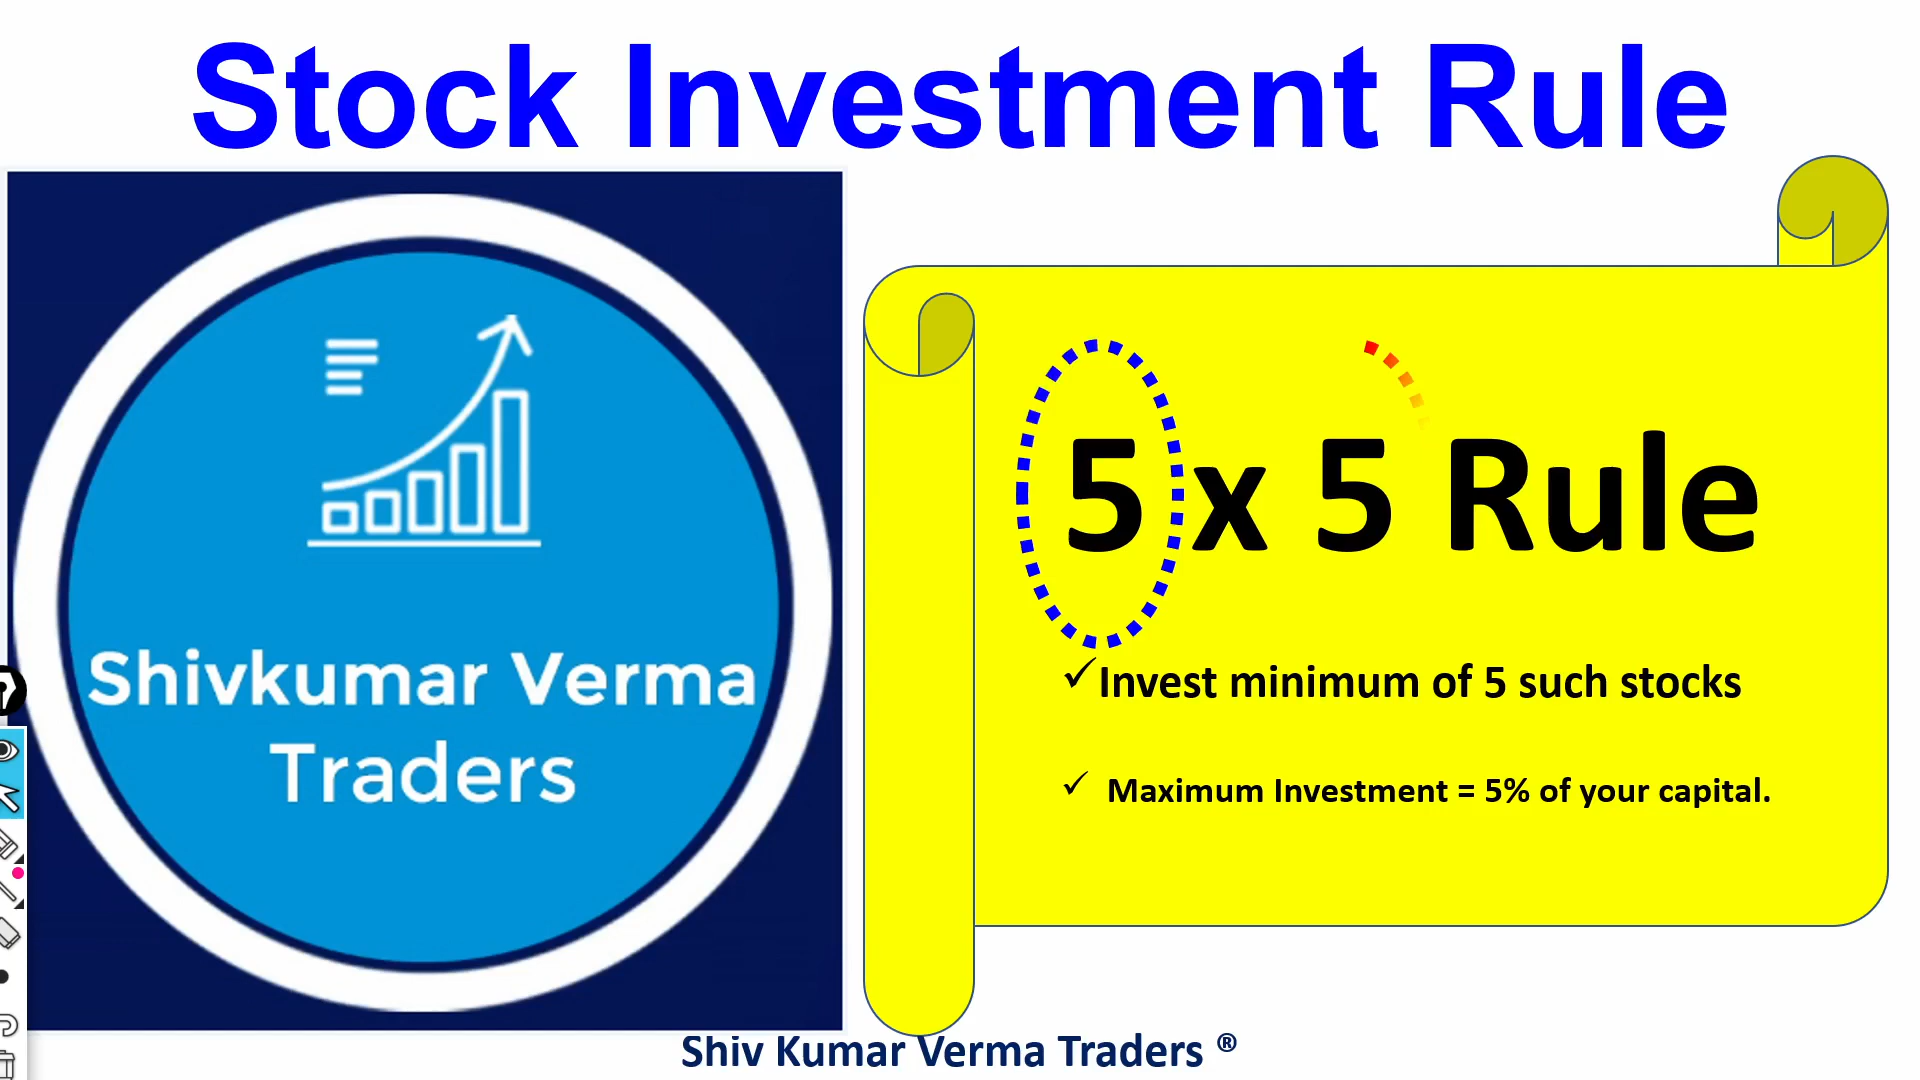 Stock Investment Rule
Shivkumar Verma
Traders
5 x 5 Rule
✓Invest minimum of 5 such stocks
✓ Maximum Investment = 5% of your capital.
Shiv Kumar Verma Traders ®